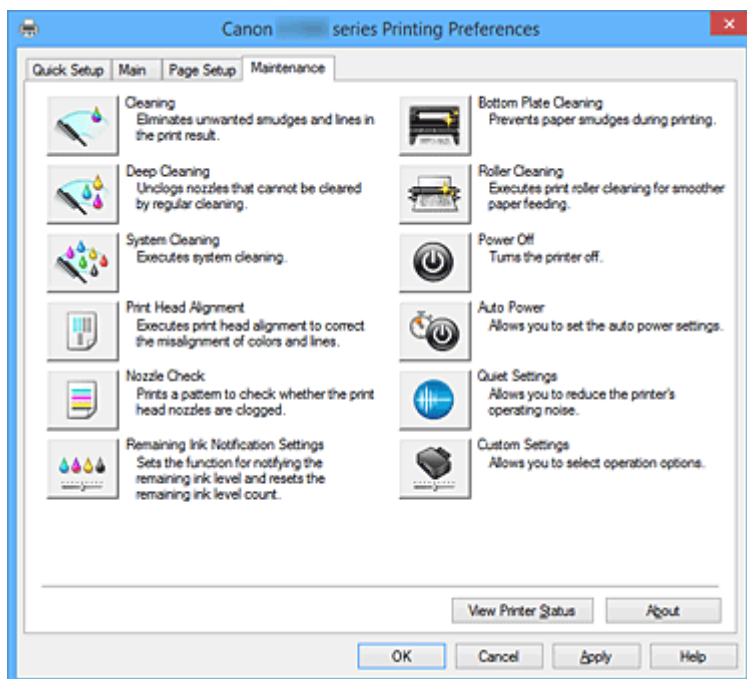 Canon series Printing Preferences
Quick Setup Main Page Setup Maintenance
Cleaning
Eliminates unwanted smudges and lines in
the print result.
Deep Cleaning
Unclogs nozzles that cannot be cleared
by regular cleaning.
System Cleaning
Executes system cleaning.
Print Head Alignment
Executes print head alignment to correct
the misalignment of colors and lines.
Nozzle Check
Prints a pattern to check whether the print
head nozzles are clogged.
Remaining Ink Notification Settings
Sets the function for notifying the
remaining ink level and resets the
remaining ink level count.
Bottom Plate Cleaning
Prevents paper smudges during printing.
Roller Cleaning
Executes print roller cleaning for smoother
paper feeding.
Power Off
Turns the printer off.
Auto Power
Allows you to set the auto power settings.
Quiet Settings
Allows you to reduce the printer's
operating noise.
Custom Settings
Allows you to select operation options.
View Printer Status About
OK Cancel Apply Help